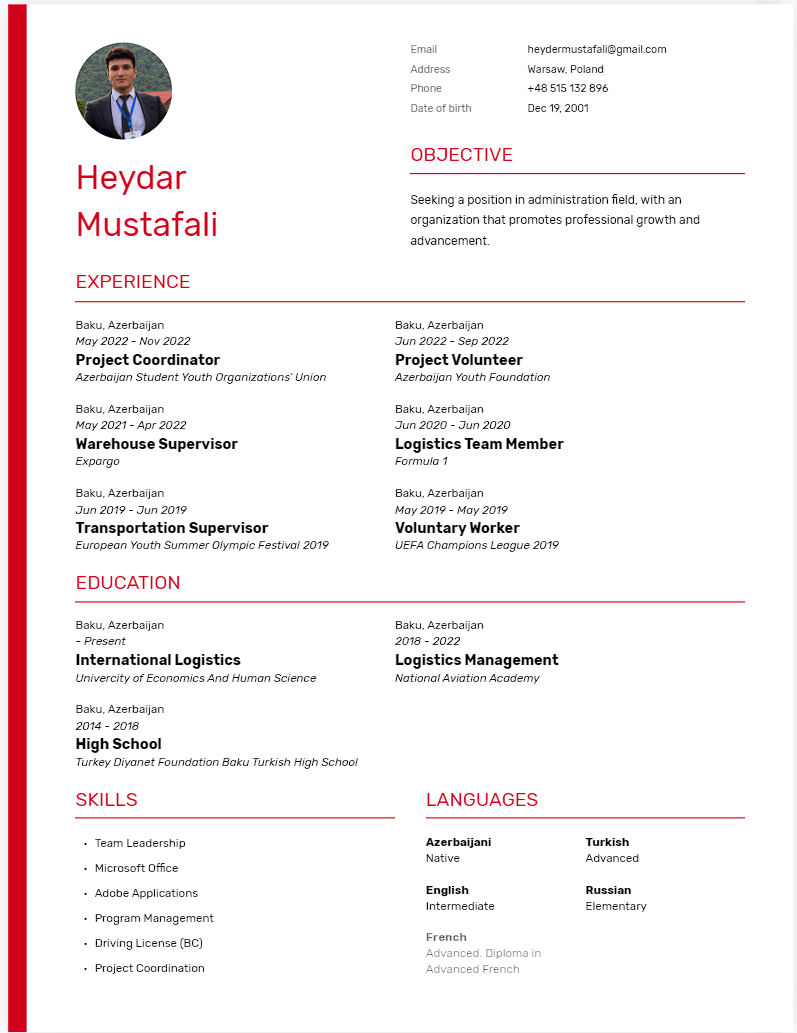 Heydar
Mustafali
Email heydermustafali@gmail.com
Address Warsaw, Poland
Phone +48 515 132 896
Date of birth Dec 19, 2001
OBJECTIVE
Seeking a position in administration field, with an
organization that promotes professional growth and
advancement.
EXPERIENCE
Baku, Azerbaijan
May 2022 - Nov 2022
Project Coordinator
Azerbaijan Student Youth Organizations' Union
Baku, Azerbaijan
Jun 2022 - Sep 2022
Project Volunteer
Azerbaijan Youth Foundation
Baku, Azerbaijan
May 2021 - Apr 2022
Warehouse Supervisor
Expargo
Baku, Azerbaijan
Jun 2020 - Jun 2020
Logistics Team Member
Formula 1
Baku, Azerbaijan
Jun 2019 - Jun 2019
Transportation Supervisor
European Youth Summer Olympic Festival 2019
Baku, Azerbaijan
May 2019 - May 2019
Voluntary Worker
UEFA Champions League 2019
EDUCATION
Baku, Azerbaijan
- Present
International Logistics
Univercity of Economics And Human Science
Baku, Azerbaijan
2018 - 2022
Logistics Management
National Aviation Academy
Baku, Azerbaijan
2014 - 2018
High School
Turkey Diyanet Foundation Baku Turkish High School
SKILLS
• Team Leadership
• Microsoft Office
• Adobe Applications
• Program Management
• Driving License (BC)
• Project Coordination
LANGUAGES
Azerbaijani
Native
Turkish
Advanced
English
Intermediate
Russian
Elementary
French
Advanced. Diploma in
Advanced French